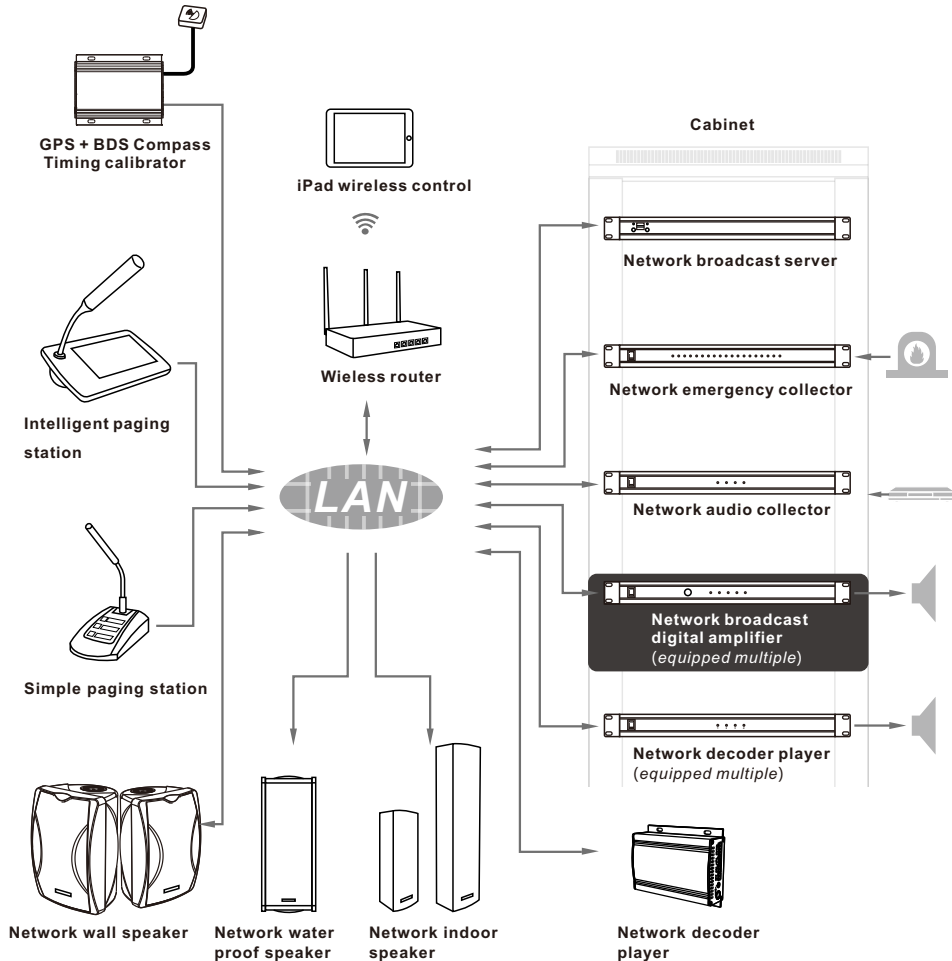 GPS + BDS Compass
Timing calibrator
iPad wireless control
Cabinet
Network broadcast server
Wieless router
Network emergency collector
Intelligent paging
station
LAN
Network audio collector
Network broadcast
digital amplifier
(equipped multiple)
Simple paging station
Network decoder player
(equipped multiple)
Network wall speaker
Network water
proof speaker
Network indoor
speaker
Network decoder
player